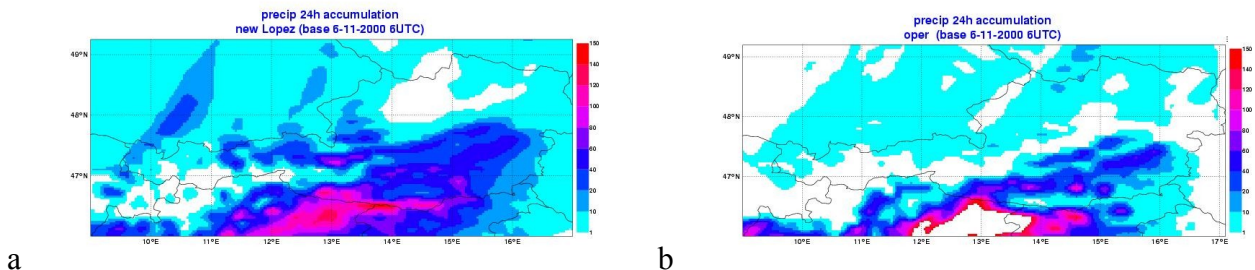 precip 24h accumulation
new Lopez (base 6-11-2000 6UTC)
49°N
48°N
47°N
10°E
11°E
12°E
13°E
14°E
15°E
16°E
150
140
120
100
80
60
40
20
10
1
a
precip 24h accumulation
oper (base 6-11-2000 6UTC)
49°N
48°N
47°N
10°E
11°E
12°E
13°E
14°E
15°E
16°E
17°E
150
140
120
100
80
60
40
20
10
1
b